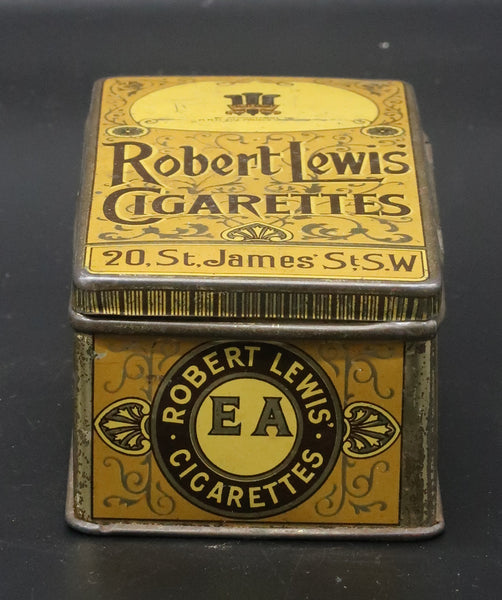 Robert Lewis'
CIGARETTES
20, St. James' St. S.W
ROBERT LEWIS'
EA
CIGARETTES